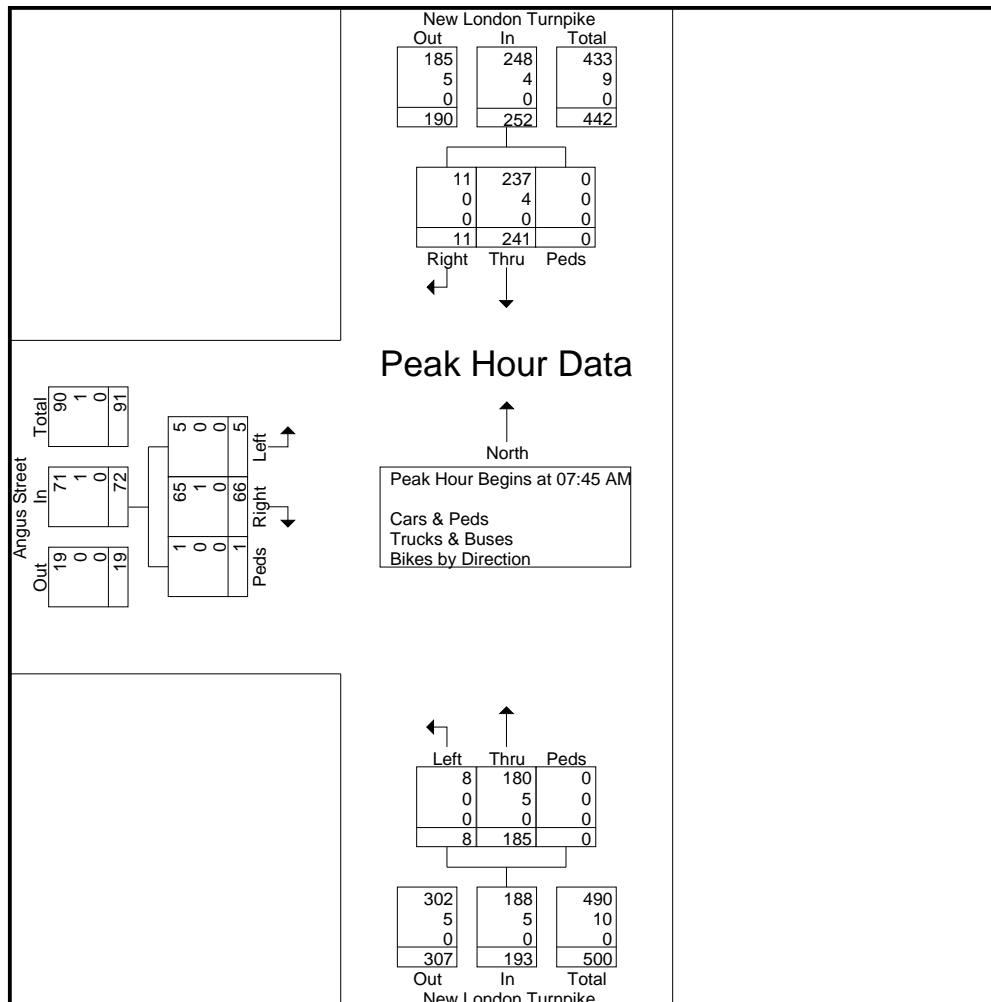 New London Turnpike
Out In Total
185 248 433
5 4 9
0 0 0
190 252 442
11 237 0
0 4 0
0 0 0
11 241 0
Right Thru Peds
Peak Hour Data
North
Peak Hour Begins at 07:45 AM
Cars & Peds
Trucks & Buses
Bikes by Direction
Angus Street
Out In Total
19 71 90
0 1 1
0 0 0
19 72 91
1 65 5
0 1 0
0 0 0
1 66 5
Peds Right Left
Left Thru Peds
8 180 0
0 5 0
0 0 0
8 185 0
302 188 490
5 5 10
0 0 0
307 193 500
Out In Total
New London Turnpike